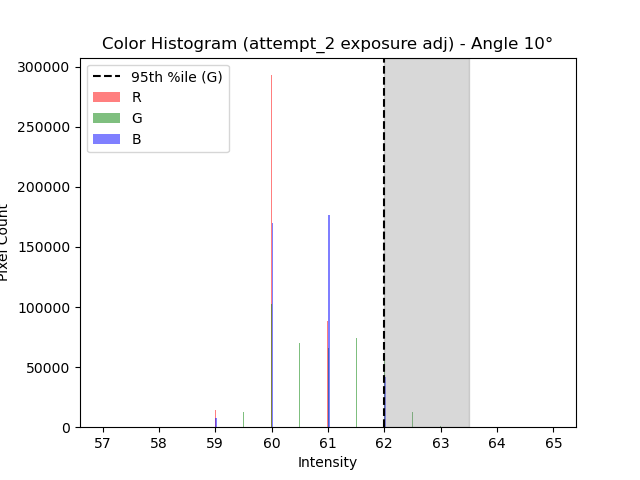 Color Histogram (attempt_2 exposure adj) - Angle 10°
300000
250000
200000
150000
100000
50000
0
Pixel Count
95th %ile (G)
R
G
B
57 58 59 60 61 62 63 64 65
Intensity